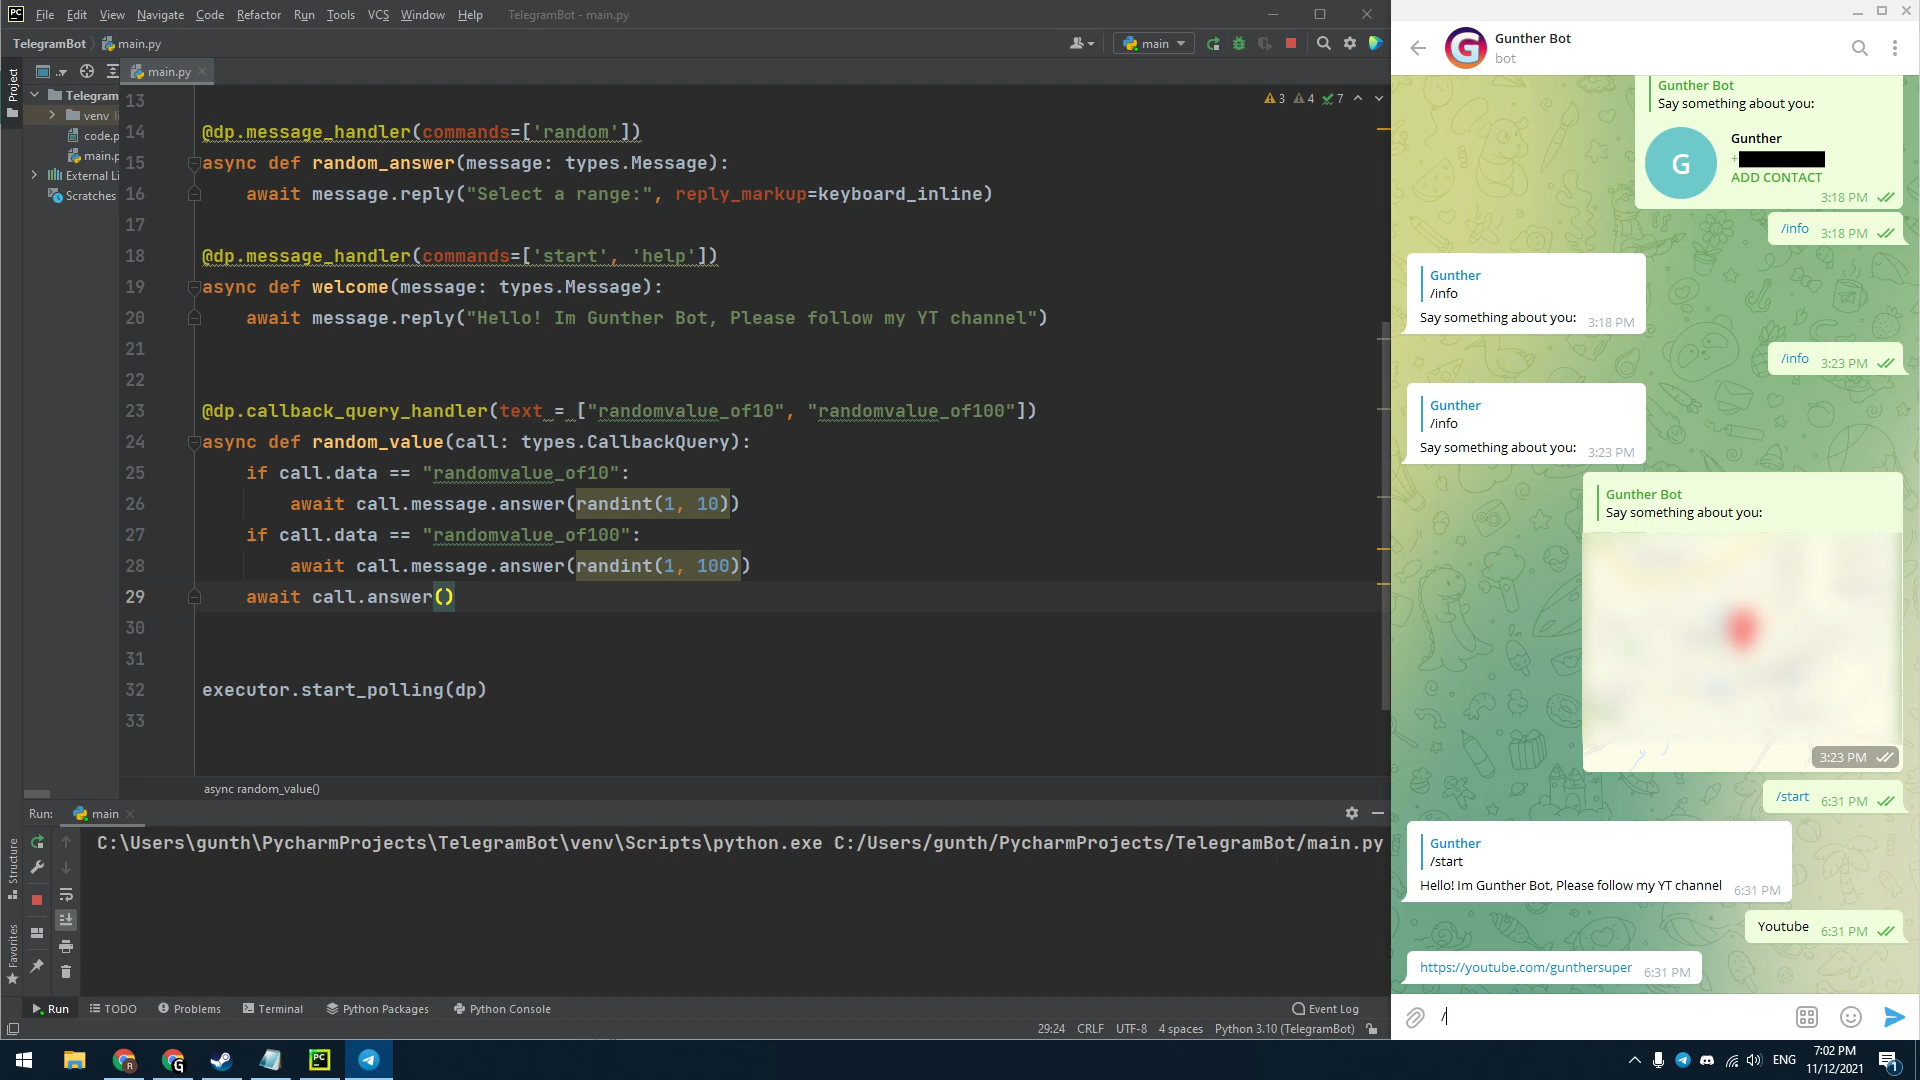 PC File Edit View Navigate Code Refactor Run Tools VCS Window Help TelegramBot - main.py
TelegramBot main.py
main
Project
main.py
Telegram
venv li
code.p
main.p
External Li
Scratches
3 4 7
13
14 @dp.message_handler(commands=['random'])
15 async def random_answer(message: types.Message):
16 await message.reply("Select a range:", reply_markup=keyboard_inline)
17
18 @dp.message_handler(commands=['start', 'help'])
19 async def welcome(message: types.Message):
20 await message.reply("Hello! Im Gunther Bot, Please follow my YT channel")
21
22
23 @dp.callback_query_handler(text = ["randomvalue_of10", "randomvalue_of100"])
24 async def random_value(call: types.CallbackQuery):
25 if call.data == "randomvalue_of10":
26 await call.message.answer(randint(1, 10))
27 if call.data == "randomvalue_of100":
28 await call.message.answer(randint(1, 100))
29 await call.answer()
30
31
32 executor.start_polling(dp)
33
async random_value()
Run: main
C:\Users\gunth\PycharmProjects\TelegramBot\venv\Scripts\python.exe C:/Users/gunth/PycharmProjects/TelegramBot/main.py
Structure
Favorites
Run TODO Problems Terminal Python Packages Python Console Event Log
29:24 CRLF UTF-8 4 spaces Python 3.10 (TelegramBot)
G
Gunther Bot
bot
Gunther Bot
Say something about you:
G
Gunther
+
ADD CONTACT
3:18 PM
/info 3:18 PM
Gunther
/info
Say something about you: 3:18 PM
/info 3:23 PM
Gunther
/info
Say something about you: 3:23 PM
Gunther Bot
Say something about you:
3:23 PM
/start 6:31 PM
Gunther
/start
Hello! Im Gunther Bot, Please follow my YT channel 6:31 PM
Youtube 6:31 PM
https://youtube.com/gunthersuper 6:31 PM
/
R G PC
ENG
7:02 PM
11/12/2021
1